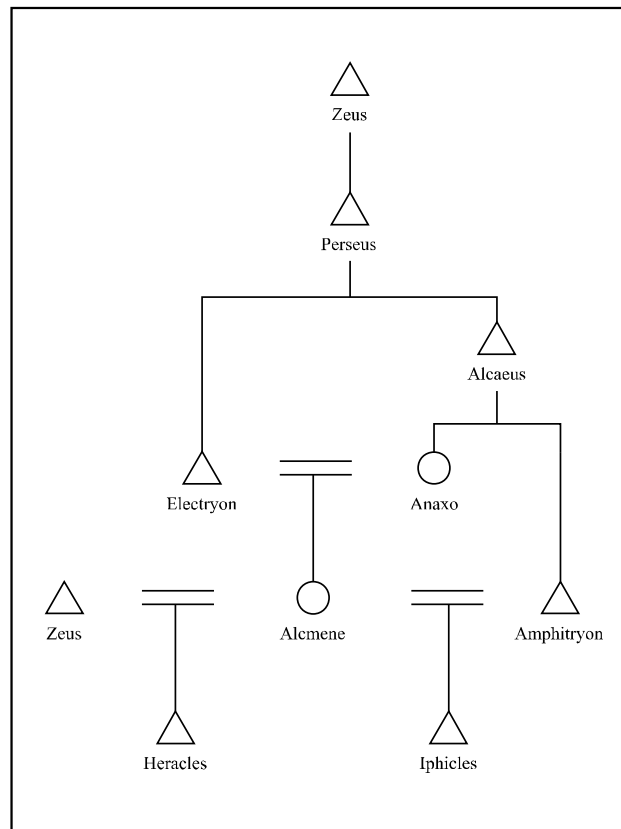 Zeus
Perseus
Alcaeus
Electryon
Anaxo
Zeus
Alcmene
Amphitryon
Heracles
Iphicles